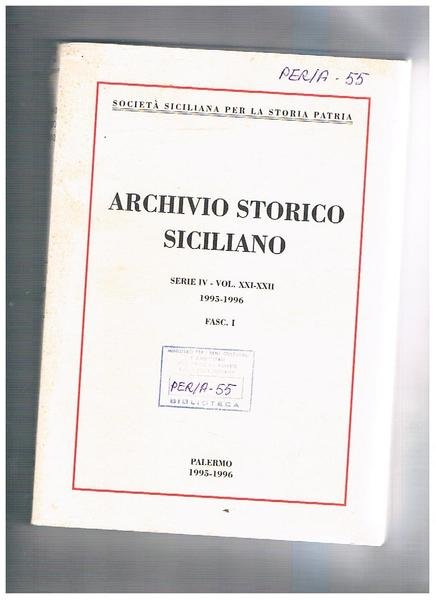 PER/A - 55
SOCIETÀ SICILIANA PER LA STORIA PATRIA
ARCHIVIO STORICO
SICILIANO
SERIE IV - VOL. XXI-XXII
1995-1996
FASC. I
PER/A - 55
BIBLIOTECA
PALERMO
1995-1996